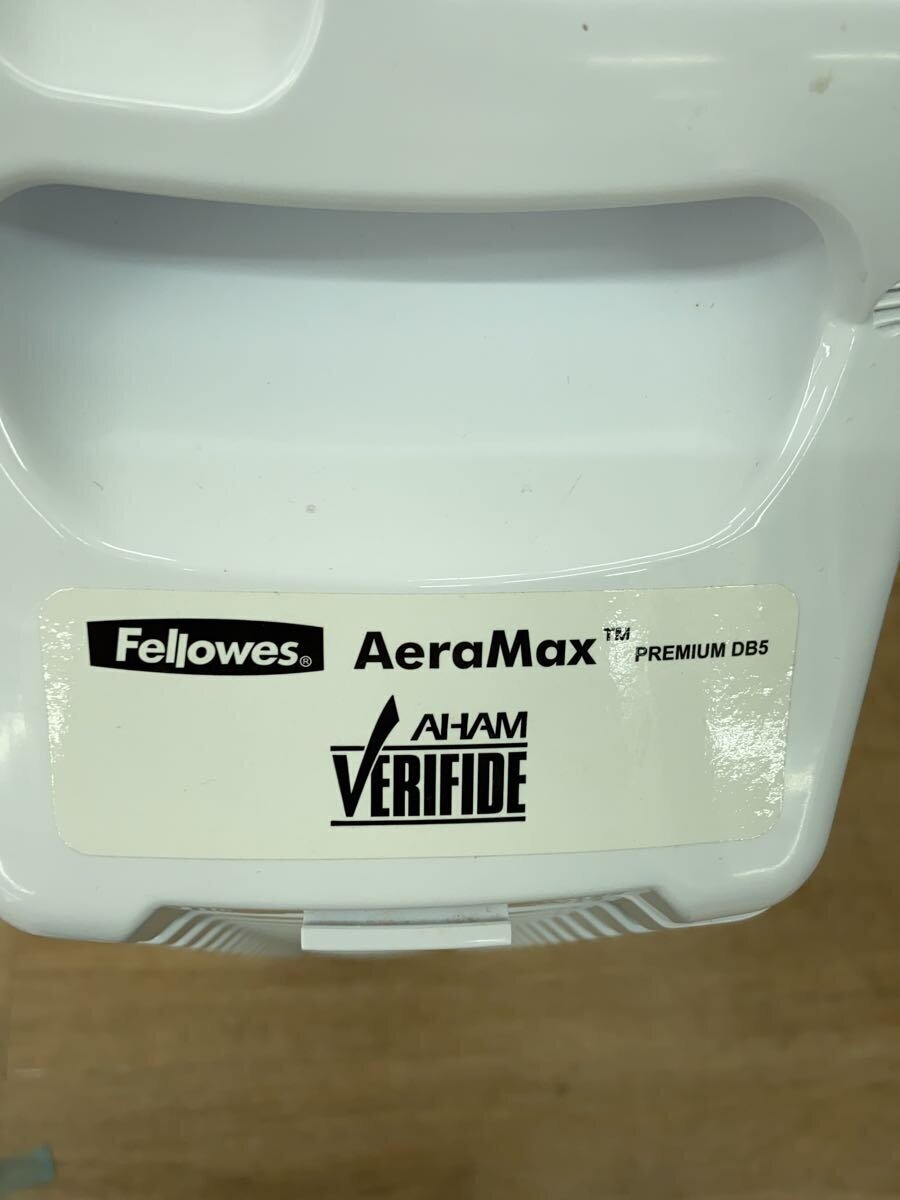 Fellowes® AeraMax™ PREMIUM DB5
AHAM
VERIFIDE